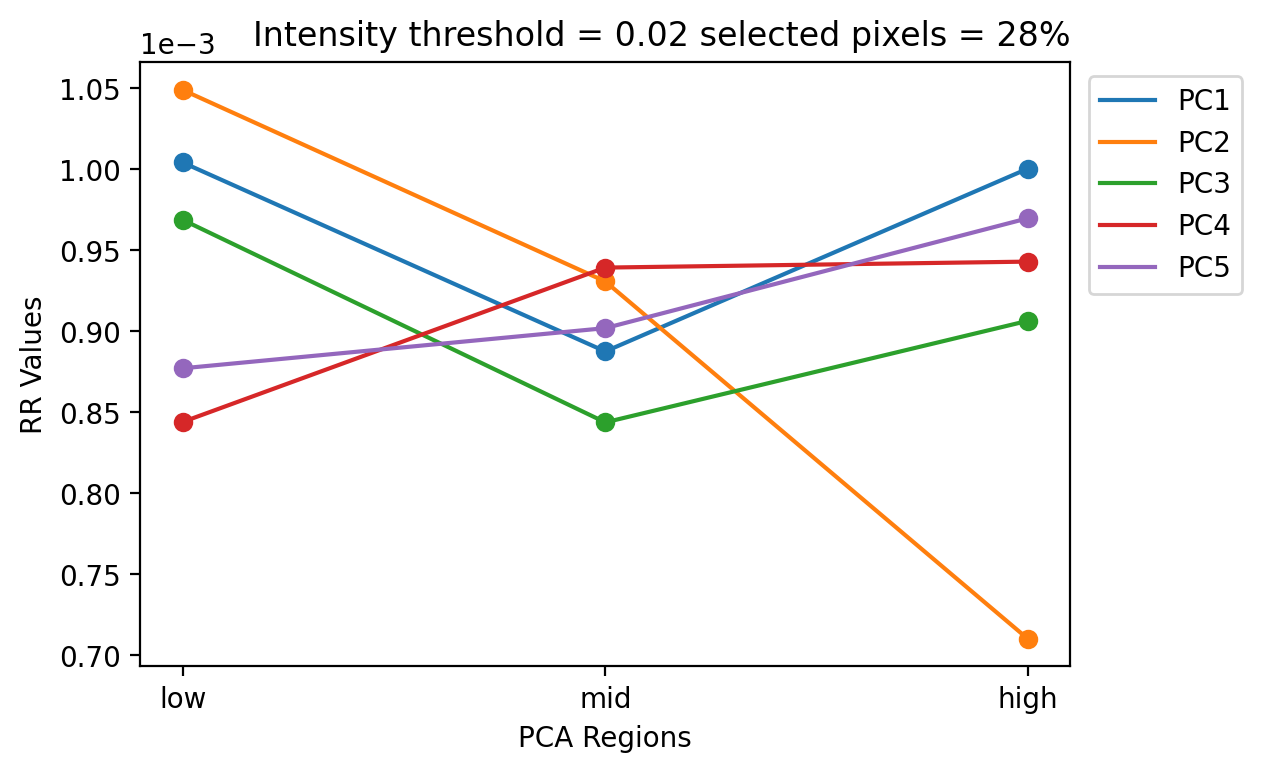 Intensity threshold = 0.02 selected pixels = 28%
1e−3
1.05
1.00
0.95
0.90
0.85
0.80
0.75
0.70
RR Values
low
mid
high
PCA Regions
PC1
PC2
PC3
PC4
PC5